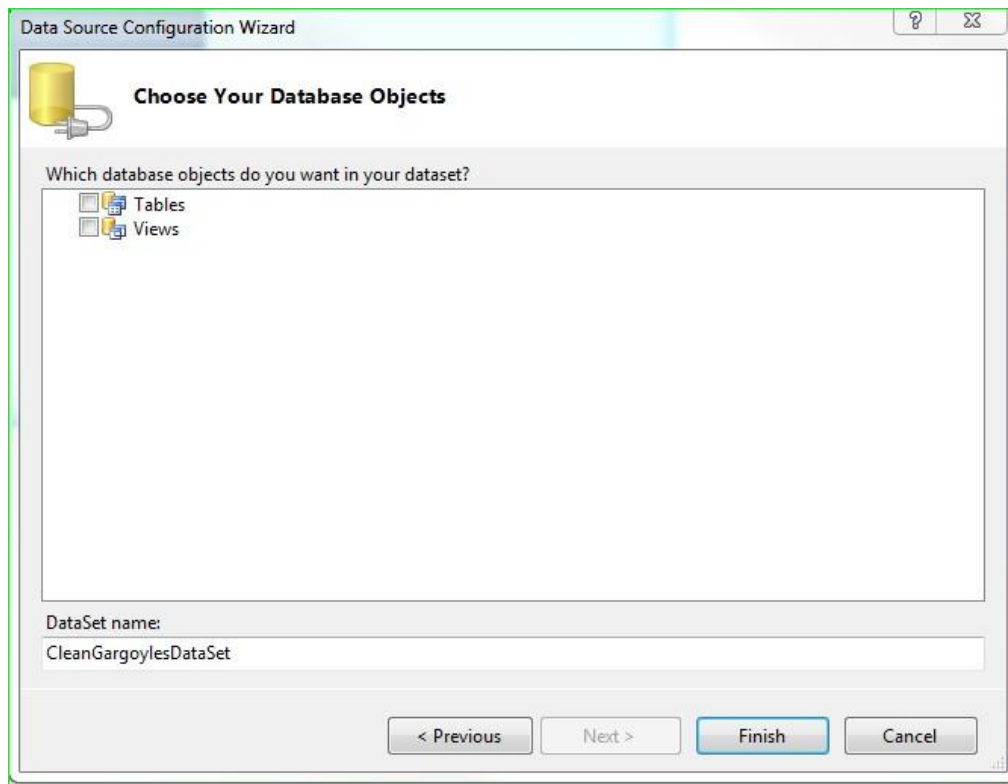 Data Source Configuration Wizard
?
Choose Your Database Objects
Which database objects do you want in your dataset?
Tables
Views
DataSet name:
CleanGargoylesDataSet
< Previous
Next >
Finish
Cancel